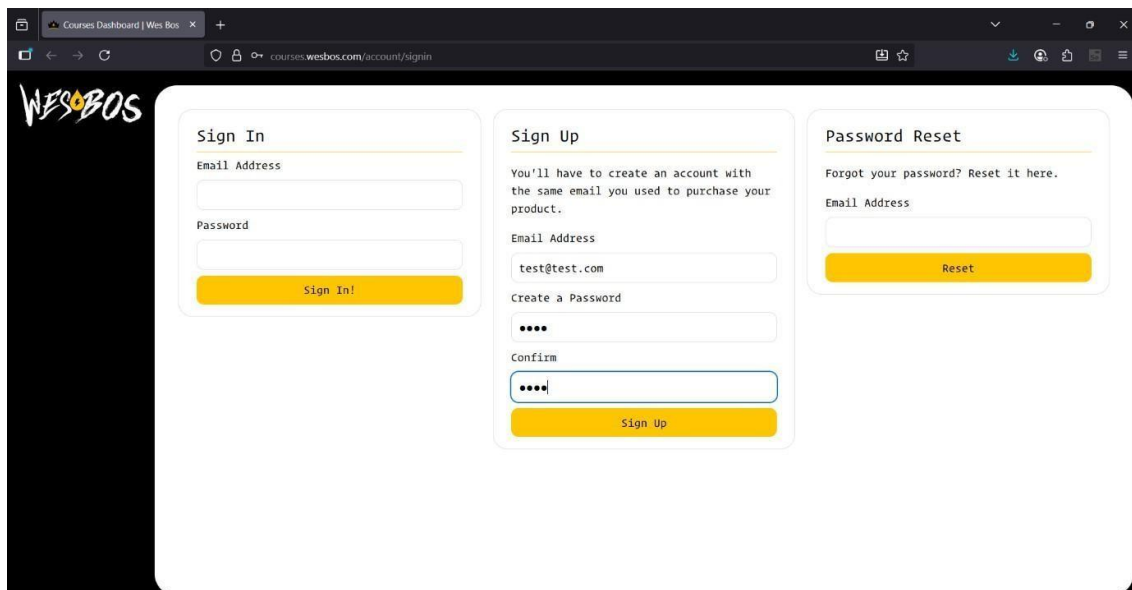 Courses Dashboard | Wes Bos
courses.wesbos.com/account/signin
WES BOS
Sign In
Email Address
Password
Sign In!
Sign Up
You'll have to create an account with
the same email you used to purchase your
product.
Email Address
test@test.com
Create a Password
••••
Confirm
••••
Sign Up
Password Reset
Forgot your password? Reset it here.
Email Address
Reset